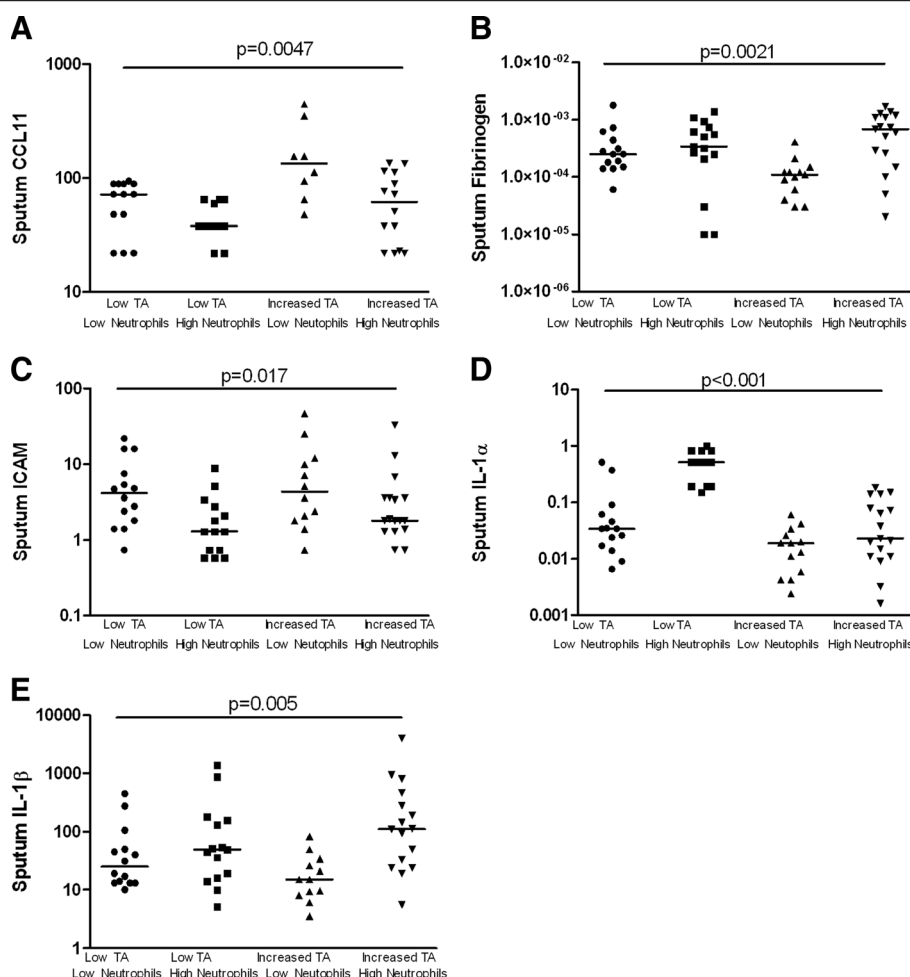 A
p=0.0047
1000
100
10
Sputum CCL11
Low TA Low TA Increased TA Increased TA
Low Neutrophils High Neutrophils Low Neutophils High Neutrophils
B
p=0.0021
1.0×10-02
1.0×10-03
1.0×10-04
1.0×10-05
1.0×10-06
Sputum Fibrinogen
Low TA Low TA Increased TA Increased TA
Low Neutrophils High Neutrophils Low Neutophils High Neutrophils
C
p=0.017
100
10
1
0.1
Sputum ICAM
Low TA Low TA Increased TA Increased TA
Low Neutrophils High Neutrophils Low Neutophils High Neutrophils
D
p<0.001
10
1
0.1
0.01
0.001
Sputum IL-1α
Low TA Low TA Increased TA Increased TA
Low Neutrophils High Neutrophils Low Neutophils High Neutrophils
E
p=0.005
10000
1000
100
10
1
Sputum IL-1β
Low TA Low TA Increased TA Increased TA
Low Neutrophils High Neutrophils Low Neutophils High Neutrophils